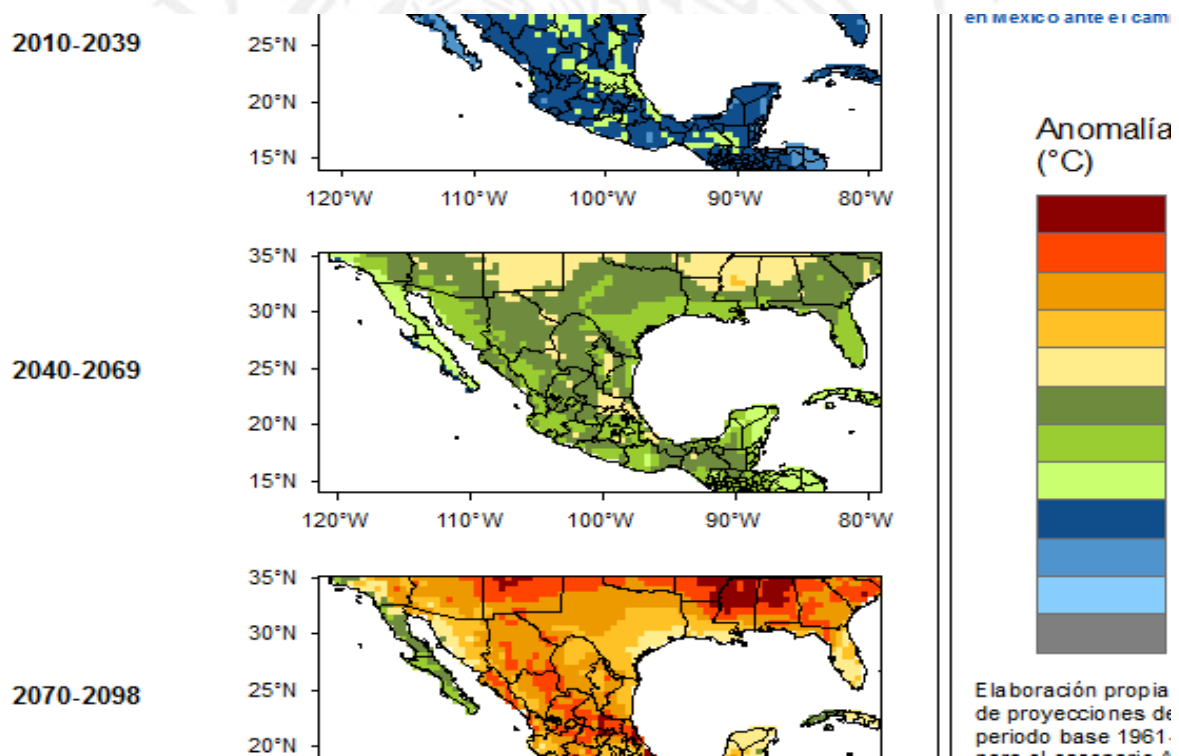 en México ante el cam
2010-2039
25°N
20°N
15°N
120°W 110°W 100°W 90°W 80°W
Anomalía
(°C)
35°N
30°N
2040-2069
25°N
20°N
15°N
120°W 110°W 100°W 90°W 80°W
35°N
30°N
2070-2098
25°N
20°N
Elaboración propia
de proyecciones de
periodo base 1961-